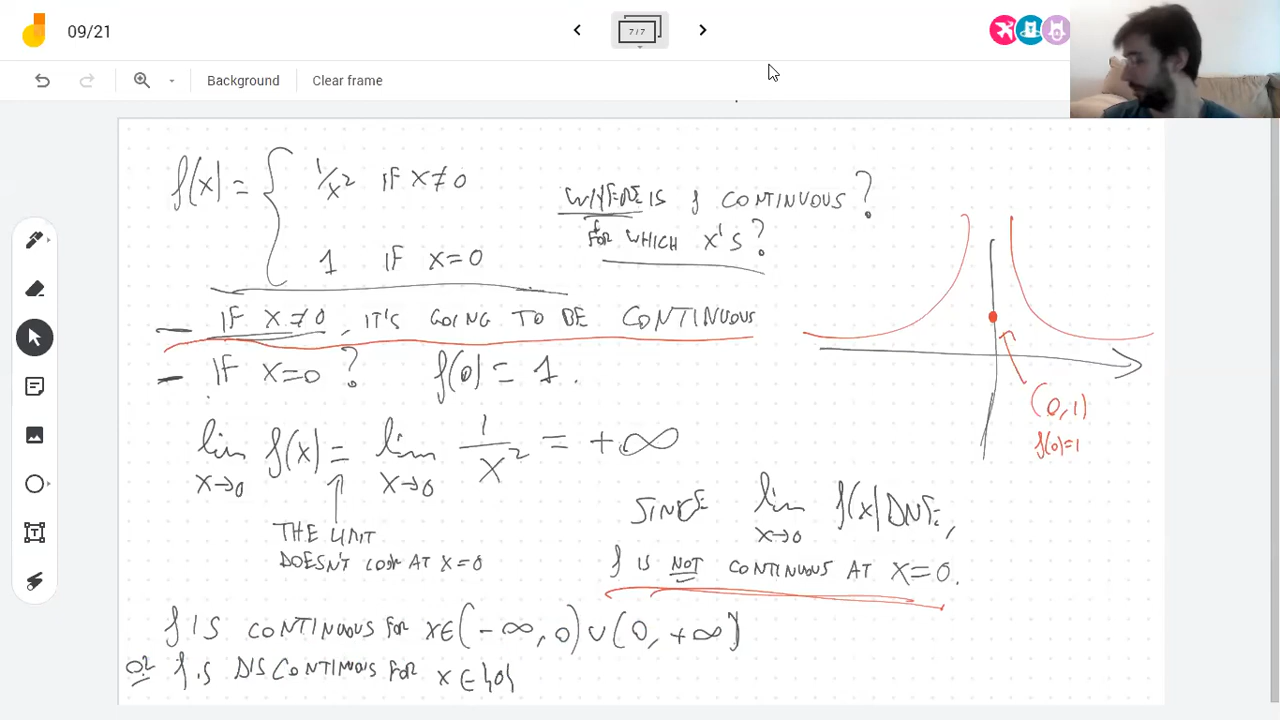 09/21
7/7
Background
Clear frame
f(x) = { 1/x² IF x≠0
1 IF x=0
WHERE IS f CONTINUOUS?
FOR WHICH x'S?
– IF x≠0, IT'S GOING TO BE CONTINUOUS
– IF x=0? f(0) = 1.
lim x→0 f(x) = lim x→0 1/x² = +∞
THE LIMIT
DOESN'T LOOK AT x=0
(0,1)
f(0)=1
SINCE lim x→0 f(x) DNE,
f IS NOT CONTINUOUS AT x=0.
f IS CONTINUOUS FOR x∈(-∞,0)∪(0,+∞)
OR f IS DISCONTINUOUS FOR x∈{0}